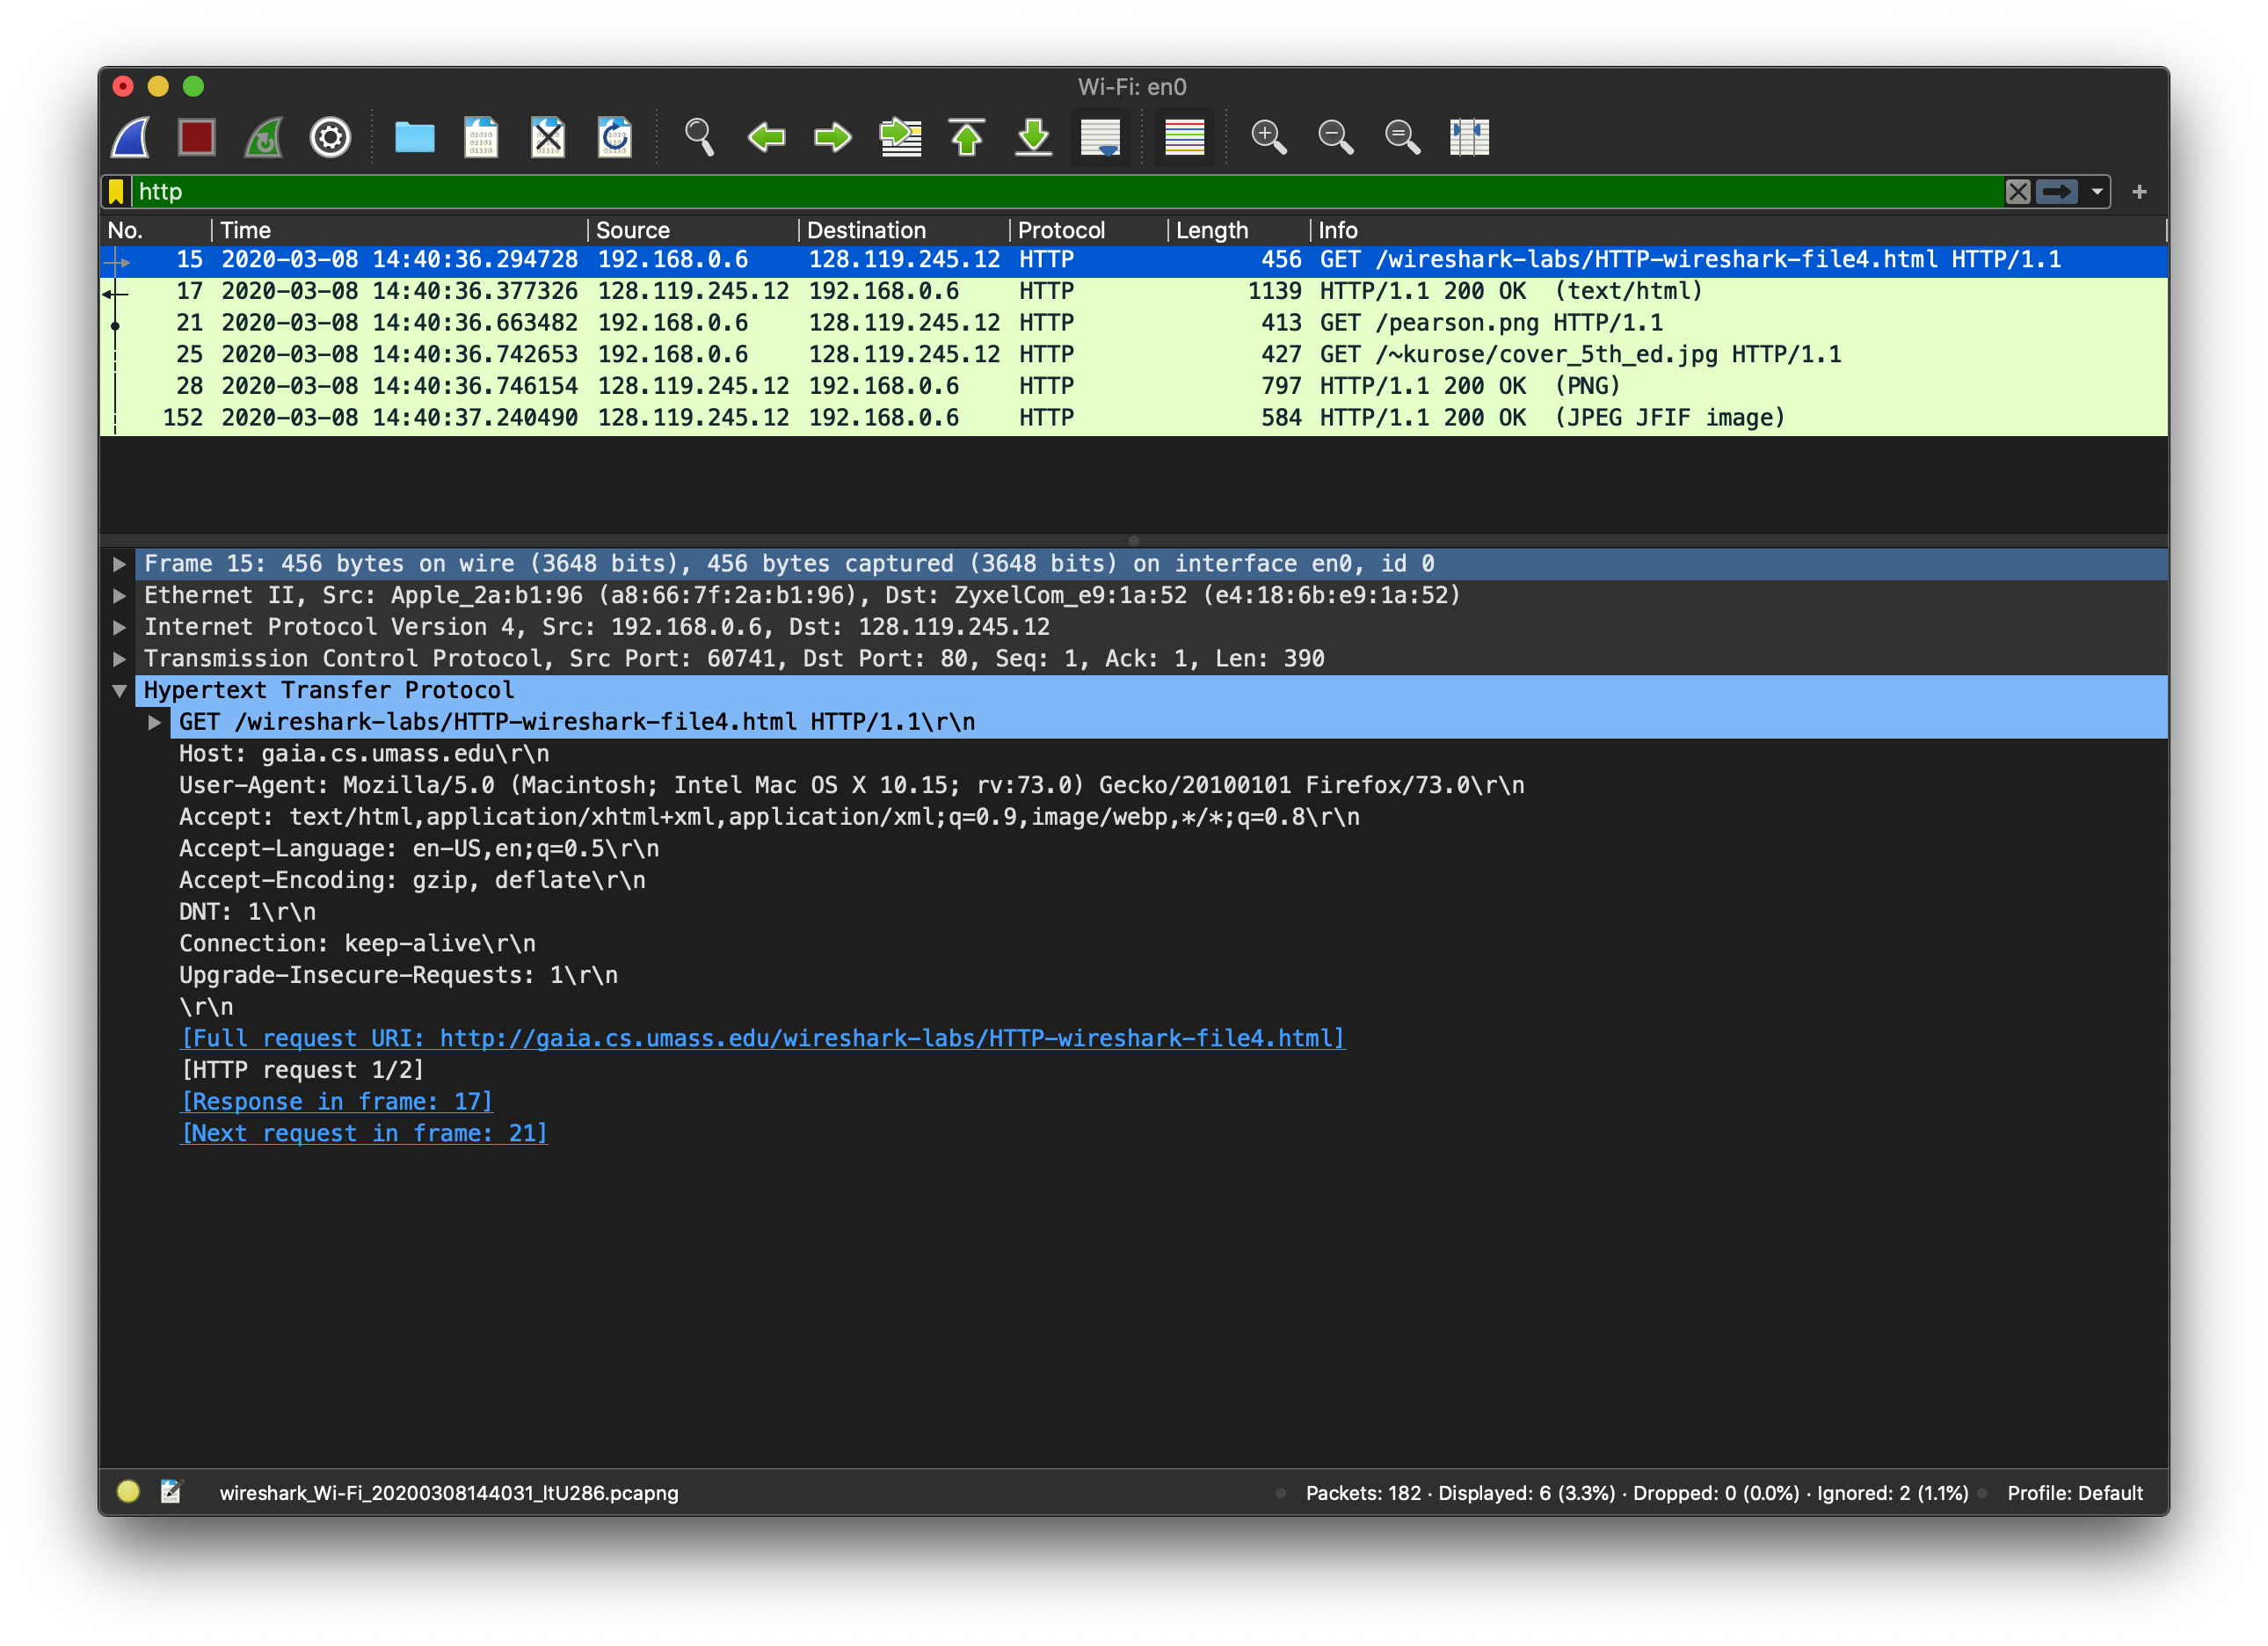 Wi-Fi: en0
http
No. Time Source Destination Protocol Length Info
15 2020-03-08 14:40:36.294728 192.168.0.6 128.119.245.12 HTTP 456 GET /wireshark-labs/HTTP-wireshark-file4.html HTTP/1.1
17 2020-03-08 14:40:36.377326 128.119.245.12 192.168.0.6 HTTP 1139 HTTP/1.1 200 OK (text/html)
21 2020-03-08 14:40:36.663482 192.168.0.6 128.119.245.12 HTTP 413 GET /pearson.png HTTP/1.1
25 2020-03-08 14:40:36.742653 192.168.0.6 128.119.245.12 HTTP 427 GET /~kurose/cover_5th_ed.jpg HTTP/1.1
28 2020-03-08 14:40:36.746154 128.119.245.12 192.168.0.6 HTTP 797 HTTP/1.1 200 OK (PNG)
152 2020-03-08 14:40:37.240490 128.119.245.12 192.168.0.6 HTTP 584 HTTP/1.1 200 OK (JPEG JFIF image)
Frame 15: 456 bytes on wire (3648 bits), 456 bytes captured (3648 bits) on interface en0, id 0
Ethernet II, Src: Apple_2a:b1:96 (a8:66:7f:2a:b1:96), Dst: ZyxelCom_e9:1a:52 (e4:18:6b:e9:1a:52)
Internet Protocol Version 4, Src: 192.168.0.6, Dst: 128.119.245.12
Transmission Control Protocol, Src Port: 60741, Dst Port: 80, Seq: 1, Ack: 1, Len: 390
Hypertext Transfer Protocol
GET /wireshark-labs/HTTP-wireshark-file4.html HTTP/1.1\r\n
Host: gaia.cs.umass.edu\r\n
User-Agent: Mozilla/5.0 (Macintosh; Intel Mac OS X 10.15; rv:73.0) Gecko/20100101 Firefox/73.0\r\n
Accept: text/html,application/xhtml+xml,application/xml;q=0.9,image/webp,*/*;q=0.8\r\n
Accept-Language: en-US,en;q=0.5\r\n
Accept-Encoding: gzip, deflate\r\n
DNT: 1\r\n
Connection: keep-alive\r\n
Upgrade-Insecure-Requests: 1\r\n
\r\n
[Full request URI: http://gaia.cs.umass.edu/wireshark-labs/HTTP-wireshark-file4.html]
[HTTP request 1/2]
[Response in frame: 17]
[Next request in frame: 21]
wireshark_Wi-Fi_20200308144031_ltU286.pcapng
Packets: 182 · Displayed: 6 (3.3%) · Dropped: 0 (0.0%) · Ignored: 2 (1.1%)
Profile: Default